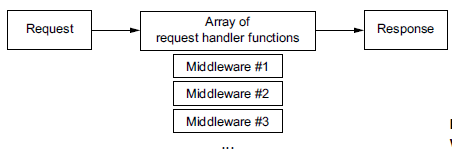 Request
Array of
request handler functions
Response
Middleware #1
Middleware #2
Middleware #3
...